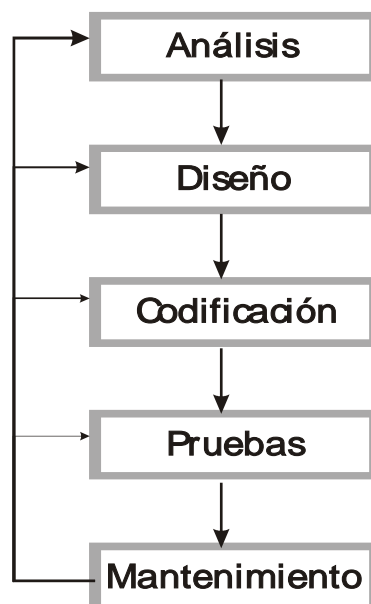 Análisis
Diseño
Codificación
Pruebas
Mantenimiento